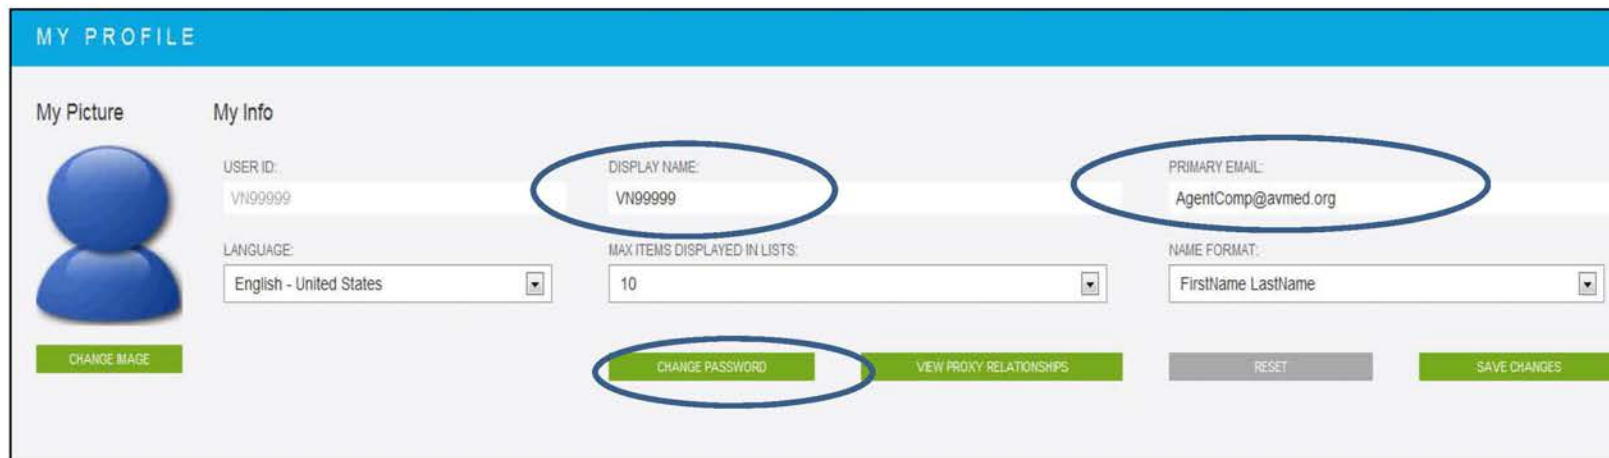 MY PROFILE
My Picture
My Info
USER ID:
DISPLAY NAME:
PRIMARY EMAIL:
VN99999
VN99999
AgentComp@avmed.org
LANGUAGE:
MAX ITEMS DISPLAYED IN LISTS:
NAME FORMAT:
English - United States
10
FirstName LastName
CHANGE IMAGE
CHANGE PASSWORD
VIEW PROXY RELATIONSHIPS
RESET
SAVE CHANGES